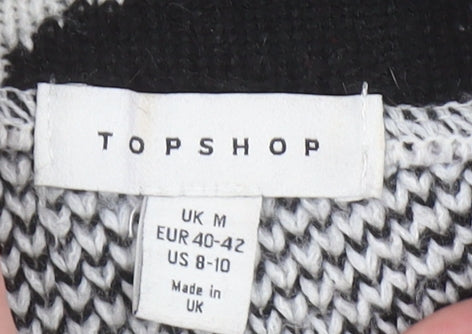 TOPSHOP
UK M
EUR 40-42
US 8-10
Made in
UK